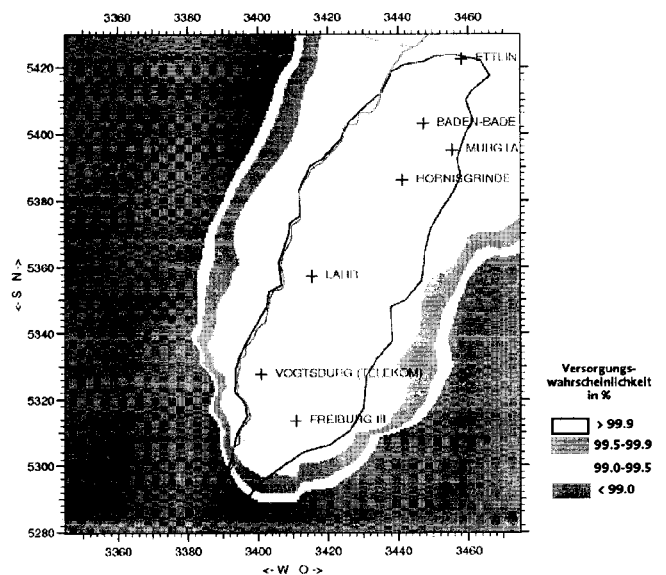 3360 3380 3400 3420 3440 3460
5420
5400
5380
5360
5340
5320
5300
5280
<- S N ->
ETTLIN
BADEN-BADE
MURGTA
HORNISGRINDE
LAHR
VOGTSBURG (TELEKOM)
FREIBURG III
3360 3380 3400 3420 3440 3460
<- W O ->
Versorgungs-
wahrscheinlichkeit
in %
> 99.9
99.5-99.9
99.0-99.5
< 99.0